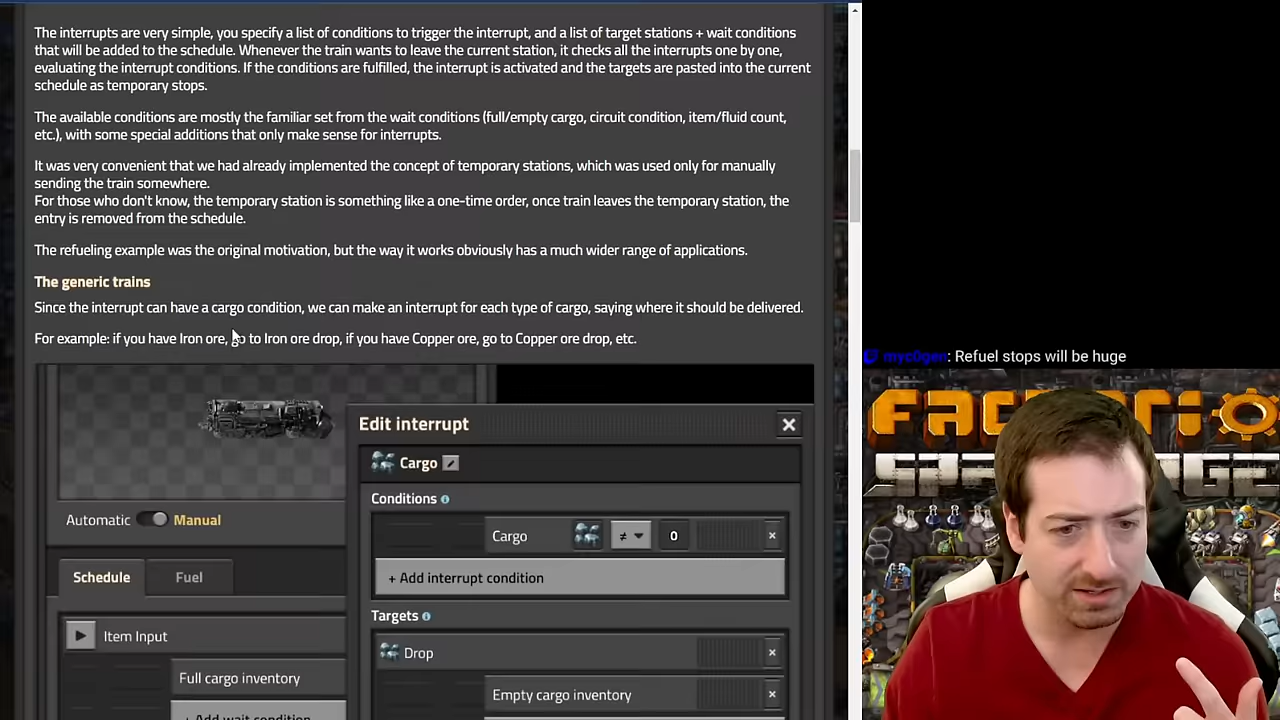 The interrupts are very simple, you specify a list of conditions to trigger the interrupt, and a list of target stations + wait conditions
that will be added to the schedule. Whenever the train wants to leave the current station, it checks all the interrupts one by one,
evaluating the interrupt conditions. If the conditions are fulfilled, the interrupt is activated and the targets are pasted into the current
schedule as temporary stops.
The available conditions are mostly the familiar set from the wait conditions (full/empty cargo, circuit condition, item/fluid count,
etc.), with some special additions that only make sense for interrupts.
It was very convenient that we had already implemented the concept of temporary stations, which was used only for manually
sending the train somewhere.
For those who don't know, the temporary station is something like a one-time order, once train leaves the temporary station, the
entry is removed from the schedule.
The refueling example was the original motivation, but the way it works obviously has a much wider range of applications.
The generic trains
Since the interrupt can have a cargo condition, we can make an interrupt for each type of cargo, saying where it should be delivered.
For example: if you have Iron ore, go to Iron ore drop, if you have Copper ore, go to Copper ore drop, etc.
myc0gen: Refuel stops will be huge
Edit interrupt
Cargo
Conditions
Automatic Manual
Cargo ≠ 0
+ Add interrupt condition
Schedule Fuel
Targets
Item Input
Drop
Full cargo inventory
Empty cargo inventory
+ Add wait condition
FACTORIO